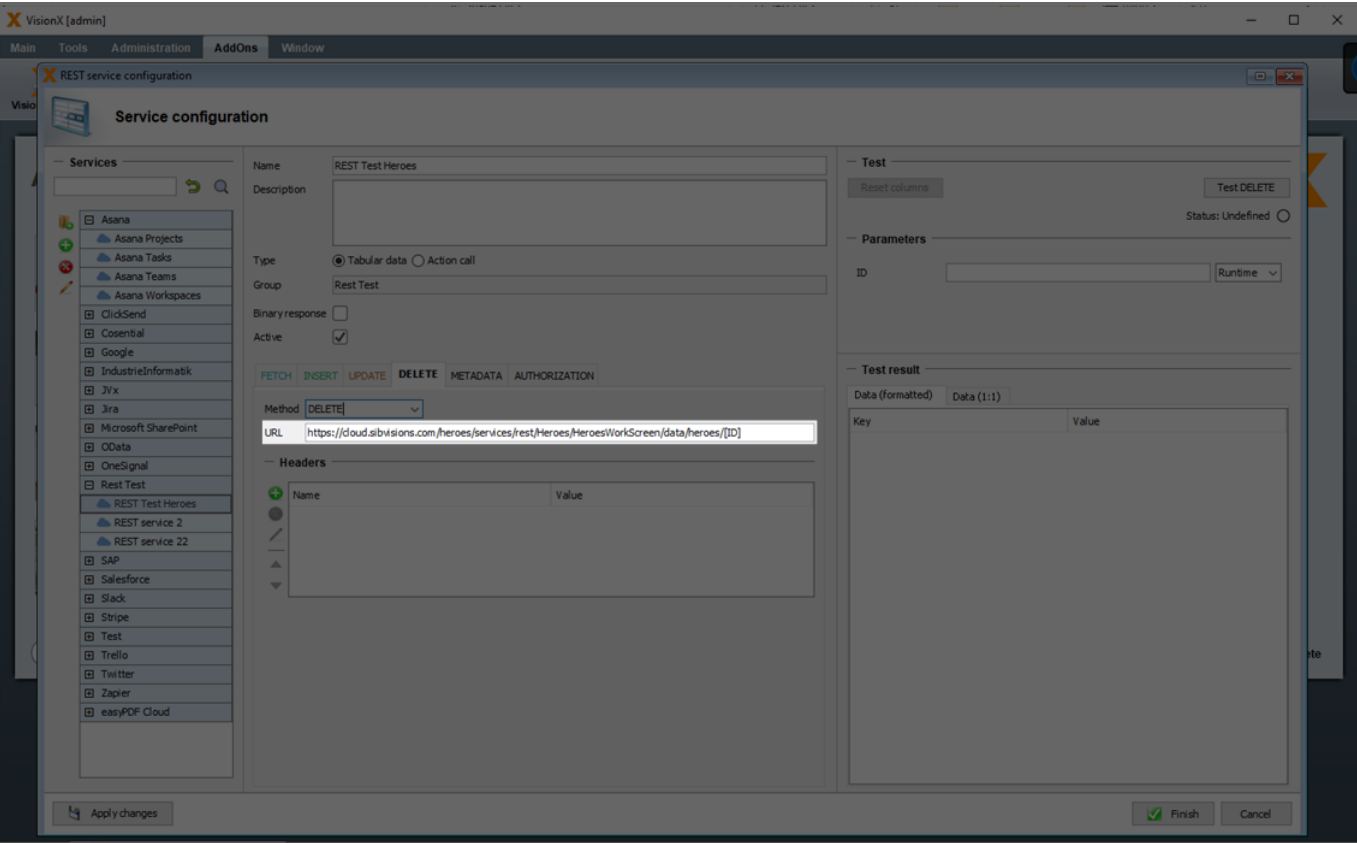 VisionX [admin]
Main Tools Administration AddOns Window
REST service configuration
Visio
Service configuration
Services
Asana
Asana Projects
Asana Tasks
Asana Teams
Asana Workspaces
ClickSend
Cosential
Google
IndustrieInformatik
JVx
Jira
Microsoft SharePoint
OData
OneSignal
Rest Test
REST Test Heroes
REST service 2
REST service 22
SAP
Salesforce
Slack
Stripe
Test
Trello
Twitter
Zapier
easyPDF Cloud
Name REST Test Heroes
Description
Type Tabular data Action call
Group Rest Test
Binary response
Active
FETCH INSERT UPDATE DELETE METADATA AUTHORIZATION
Method DELETE
URL https://cloud.sibvisions.com/heroes/services/rest/Heroes/HeroesWorkScreen/data/heroes/[ID]
Headers
Name Value
Test
Reset columns Test DELETE
Status: Undefined
Parameters
ID Runtime
Test result
Data (formatted) Data (1:1)
Key Value
ete
Apply changes Finish Cancel